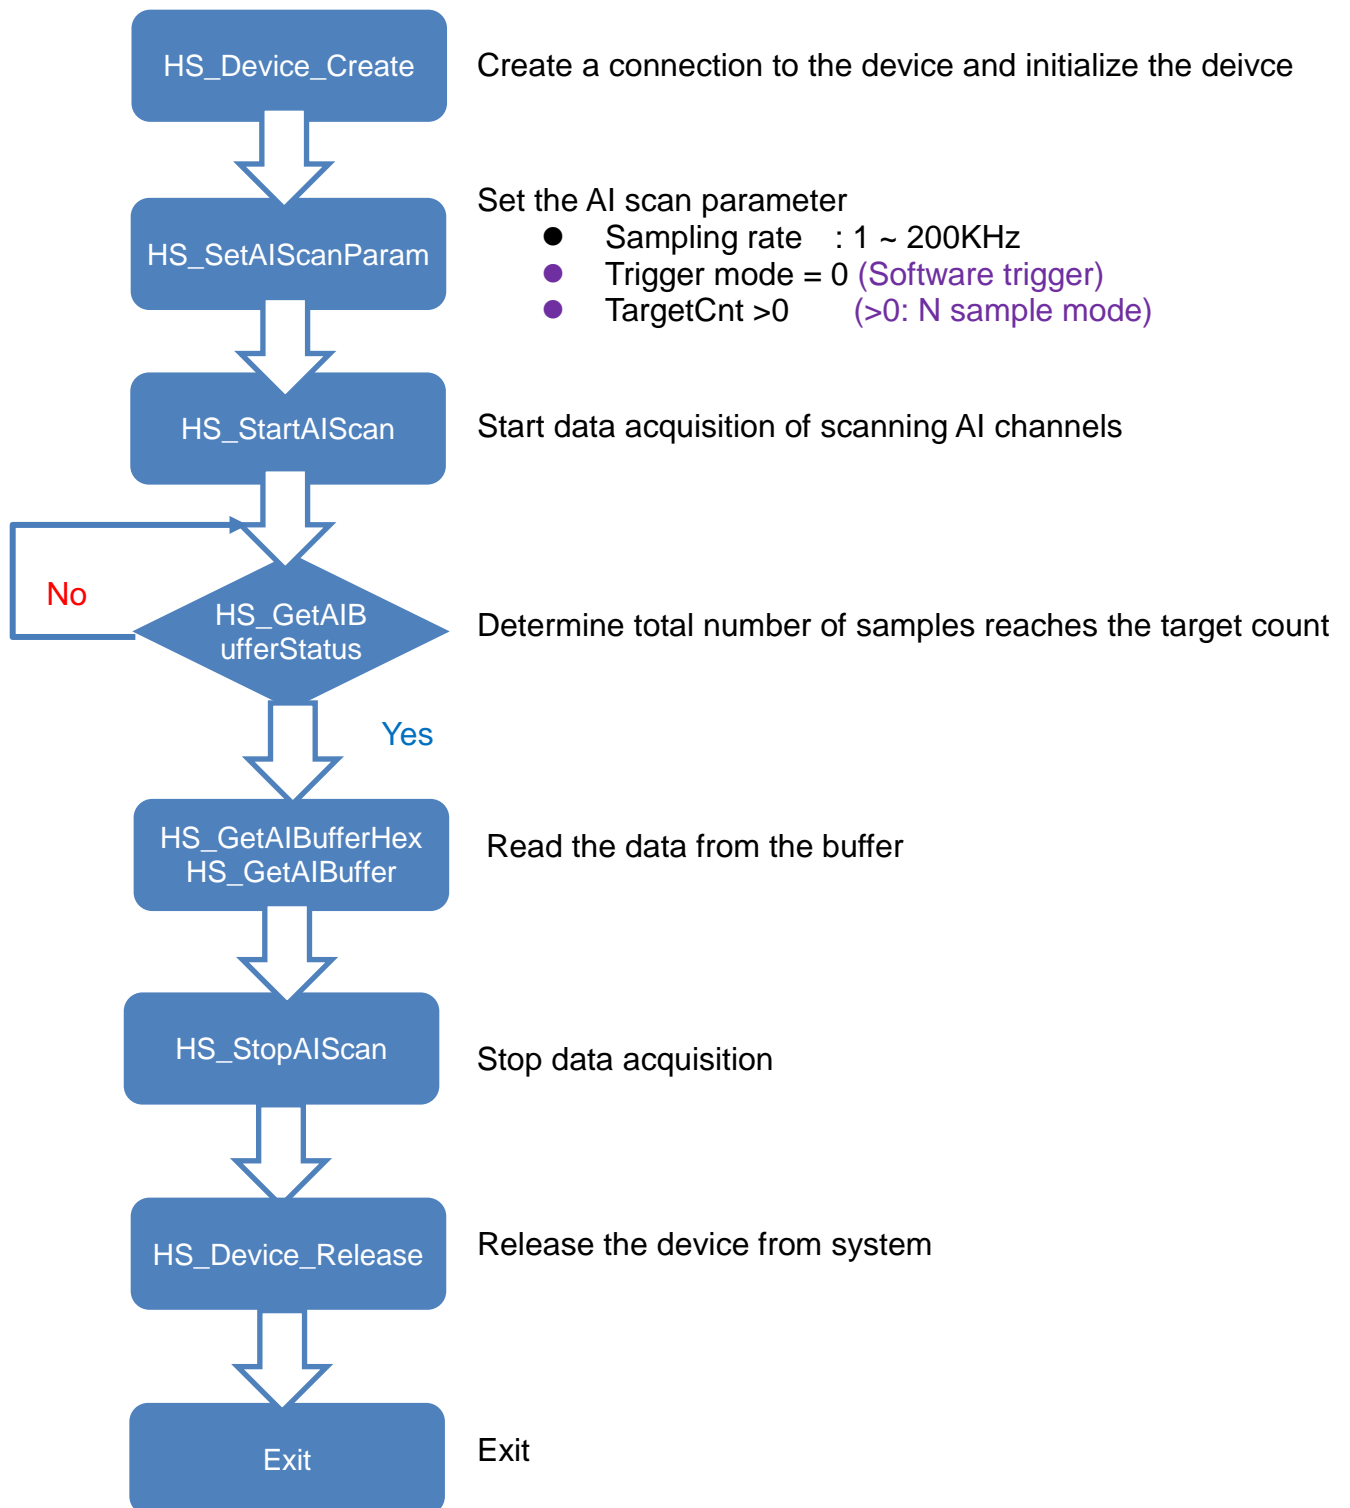 HS_Device_Create
Create a connection to the device and initialize the deivce
Set the AI scan parameter
HS_SetAIScanParam
● Sampling rate : 1 ~ 200KHz
● Trigger mode = 0 (Software trigger)
● TargetCnt >0 (>0: N sample mode)
HS_StartAIScan
Start data acquisition of scanning AI channels
No
HS_GetAIB
ufferStatus
Determine total number of samples reaches the target count
Yes
HS_GetAIBufferHex
HS_GetAIBuffer
Read the data from the buffer
HS_StopAIScan
Stop data acquisition
HS_Device_Release
Release the device from system
Exit
Exit